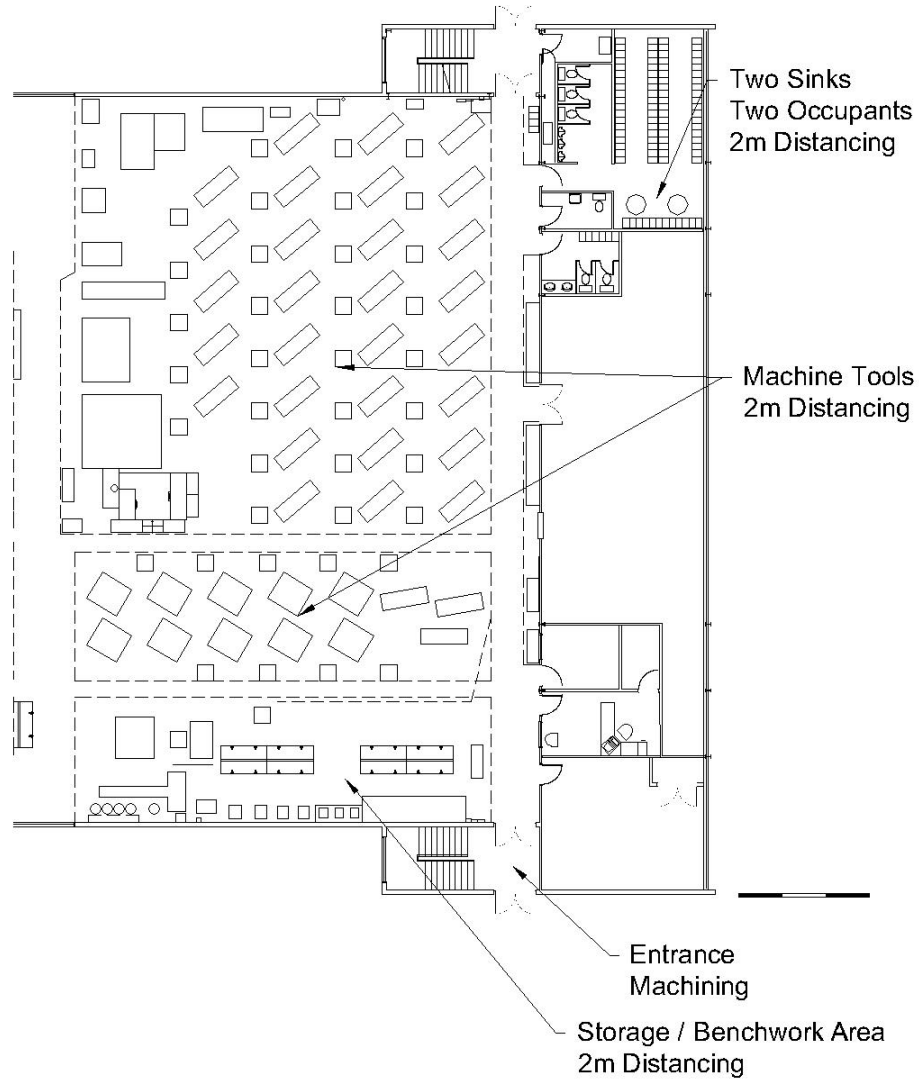 Two Sinks
Two Occupants
2m Distancing
Machine Tools
2m Distancing
Entrance
Machining
Storage / Benchwork Area
2m Distancing